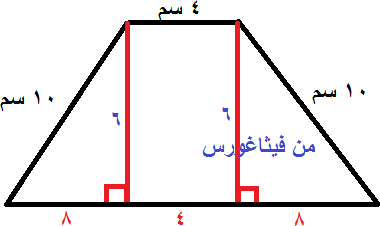 ٤ سم
١٠ سم
١٠ سم
٦
٦
من فيثاغورس
٨
٤
٨